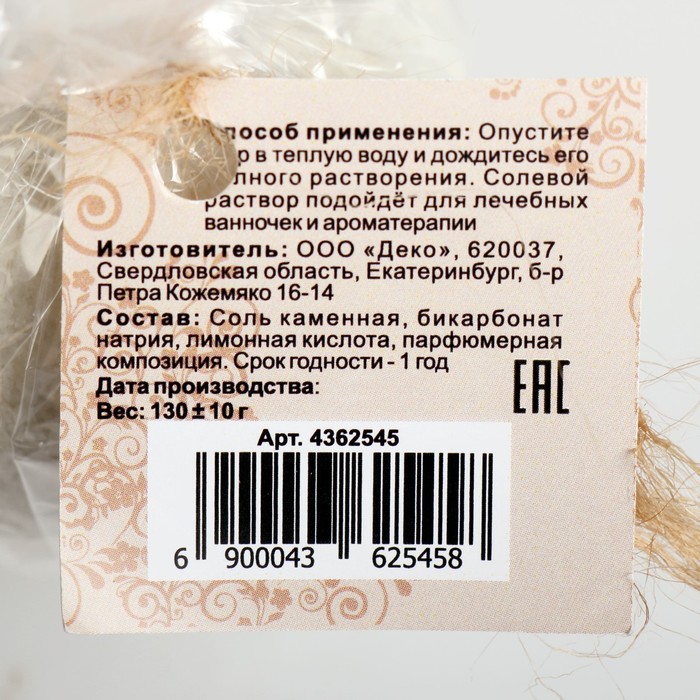 пособ применения: Опустите
р в теплую воду и дождитесь его
лного растворения. Солевой
раствор подойдёт для лечебных
ванночек и ароматерапии
Изготовитель: ООО «Деко», 620037,
Свердловская область, Екатеринбург, б-р
Петра Кожемяко 16-14
Состав: Соль каменная, бикарбонат
натрия, лимонная кислота, парфюмерная
композиция. Срок годности - 1 год
Дата производства:
Вес: 130 ± 10 г
EAC
Арт. 4362545
6 900043 625458